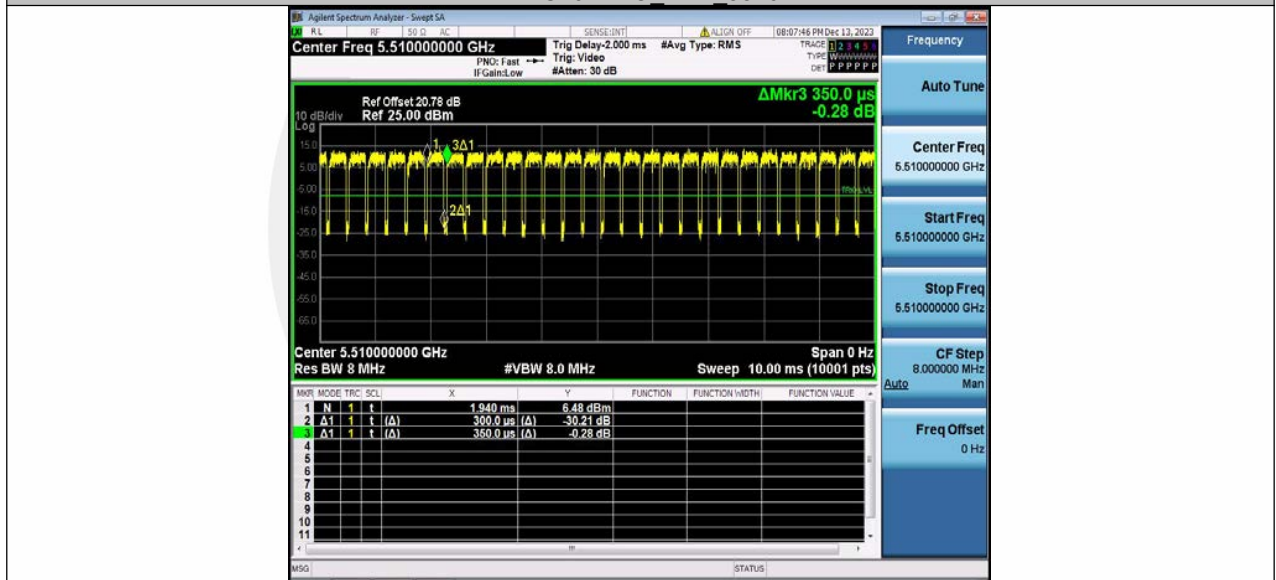 Agilent Spectrum Analyzer - Swept SA
RL RF 50 Ω AC SENSE:INT ALIGN OFF 08:07:46 PM Dec 13, 2023
Center Freq 5.510000000 GHz
PNO: Fast
IFGain:Low
Trig Delay-2.000 ms
Trig: Video
#Atten: 30 dB
#Avg Type: RMS
TRACE 1 2 3 4 5 6
TYPE W
DET P P P P P P
Frequency
Auto Tune
Center Freq
5.510000000 GHz
Start Freq
5.510000000 GHz
Stop Freq
5.510000000 GHz
CF Step
8.000000 MHz
Auto Man
Freq Offset
0 Hz
ΔMkr3 350.0 µs
-0.28 dB
Ref Offset 20.78 dB
10 dB/div Ref 25.00 dBm
Log
15.0
5.00
-5.00
-15.0
-25.0
-35.0
-45.0
-55.0
-65.0
1 3Δ1
2Δ1
TRIG LVL
Center 5.510000000 GHz Span 0 Hz
Res BW 8 MHz #VBW 8.0 MHz Sweep 10.00 ms (10001 pts)
MKR MODE TRC SCL X Y FUNCTION FUNCTION WIDTH FUNCTION VALUE
1 N 1 t 1.940 ms 6.48 dBm
2 Δ1 1 t (Δ) 300.0 µs (Δ) -30.21 dB
3 Δ1 1 t (Δ) 350.0 µs (Δ) -0.28 dB
4
5
6
7
8
9
10
11
MSG STATUS